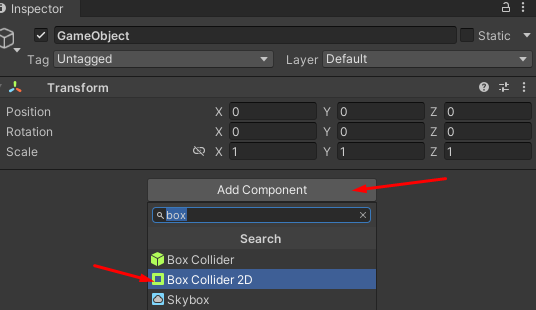 Inspector
GameObject Static
Tag Untagged Layer Default
Transform
Position X 0 Y 0 Z 0
Rotation X 0 Y 0 Z 0
Scale X 1 Y 1 Z 1
Add Component
box
Search
Box Collider
Box Collider 2D
Skybox